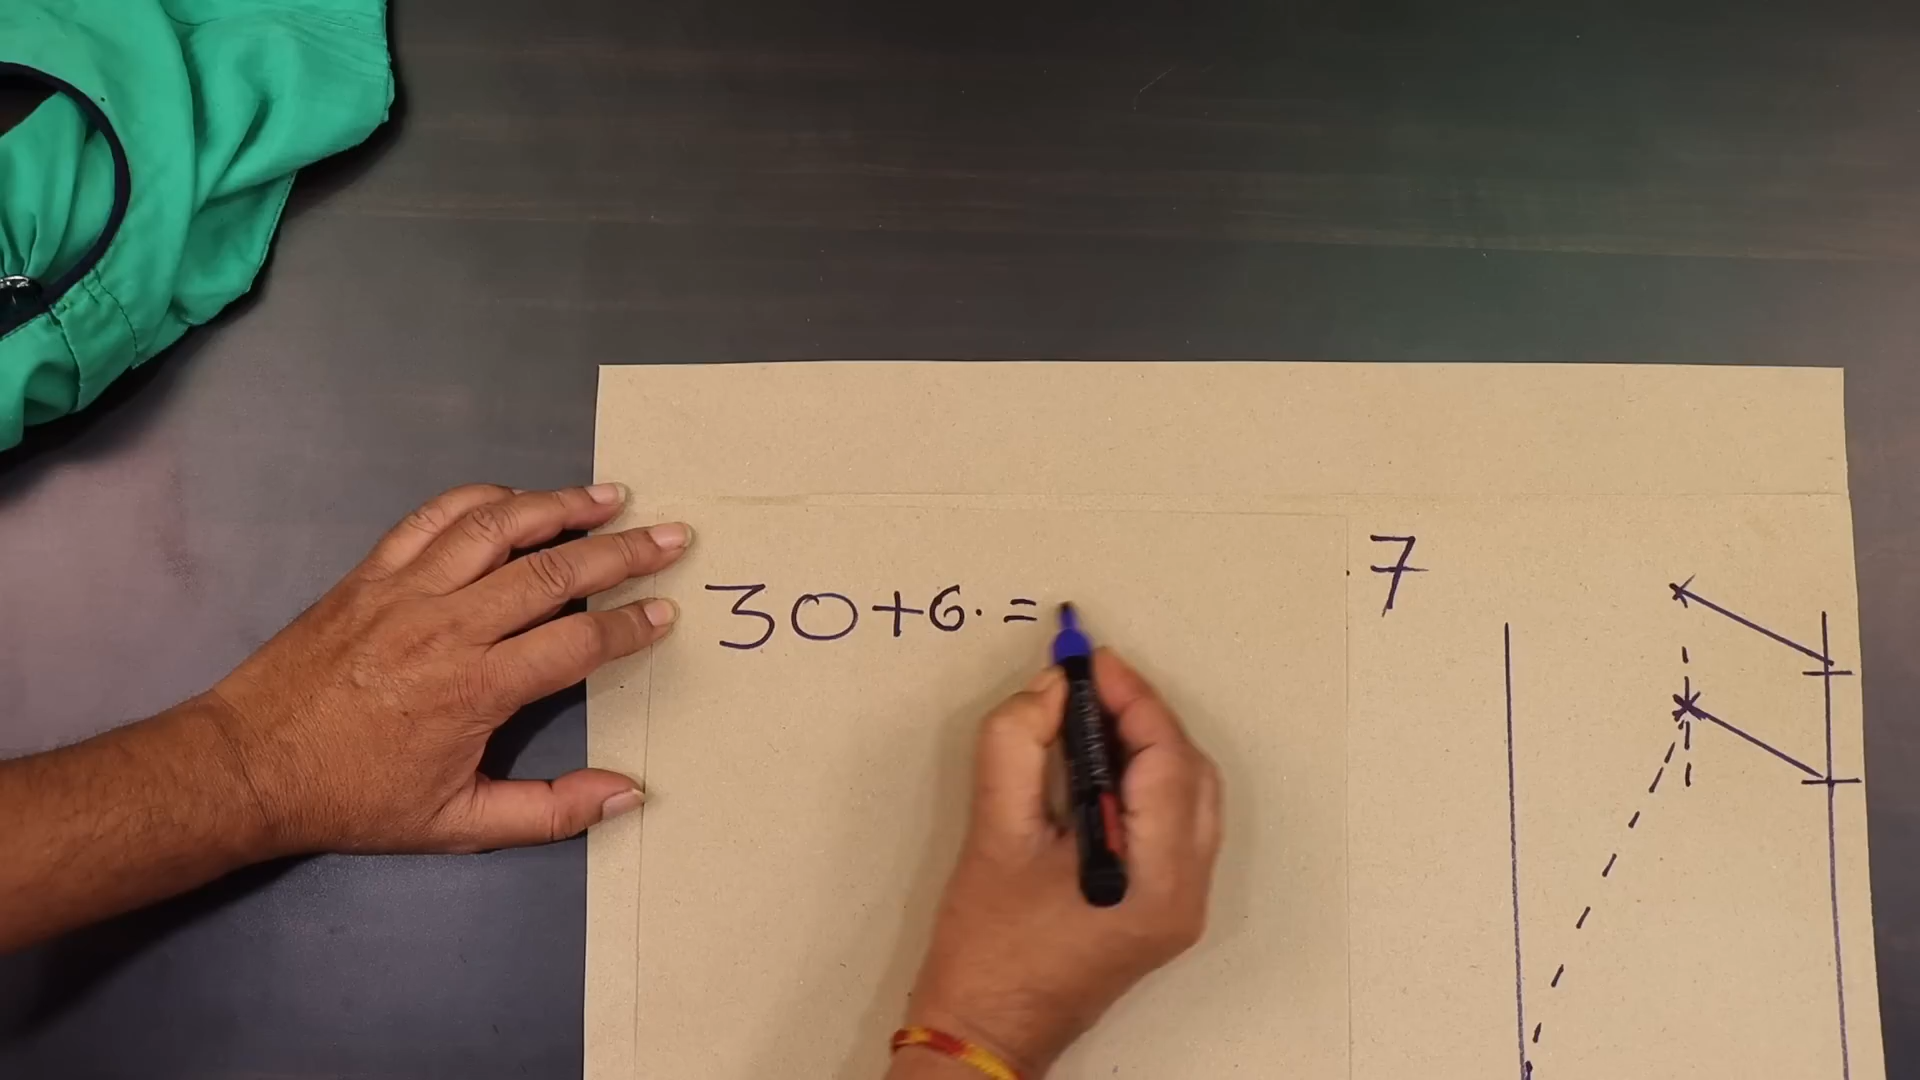 30+6. =
7